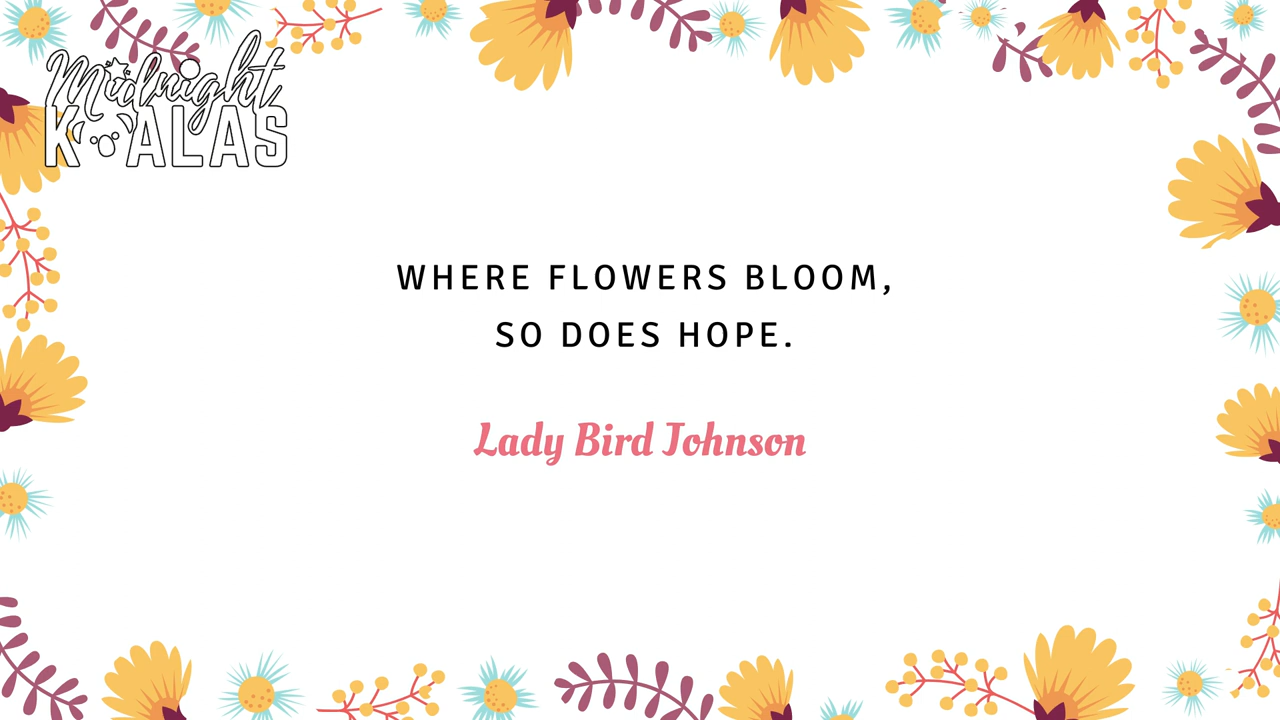 Midnight
KOALAS
WHERE FLOWERS BLOOM,
SO DOES HOPE.
Lady Bird Johnson